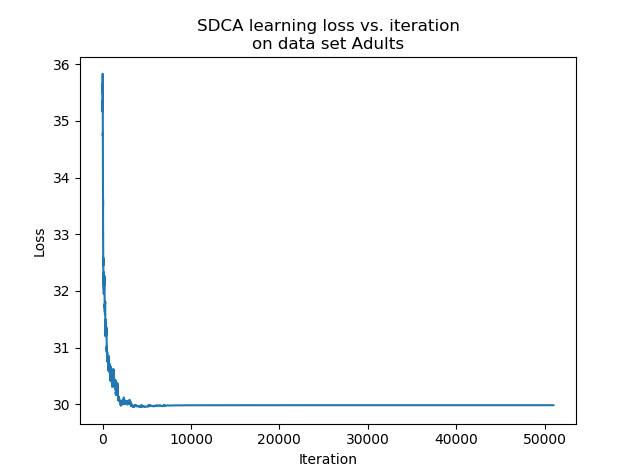 SDCA learning loss vs. iteration
on data set Adults
36
35
34
33
32
31
30
Loss
0 10000 20000 30000 40000 50000
Iteration